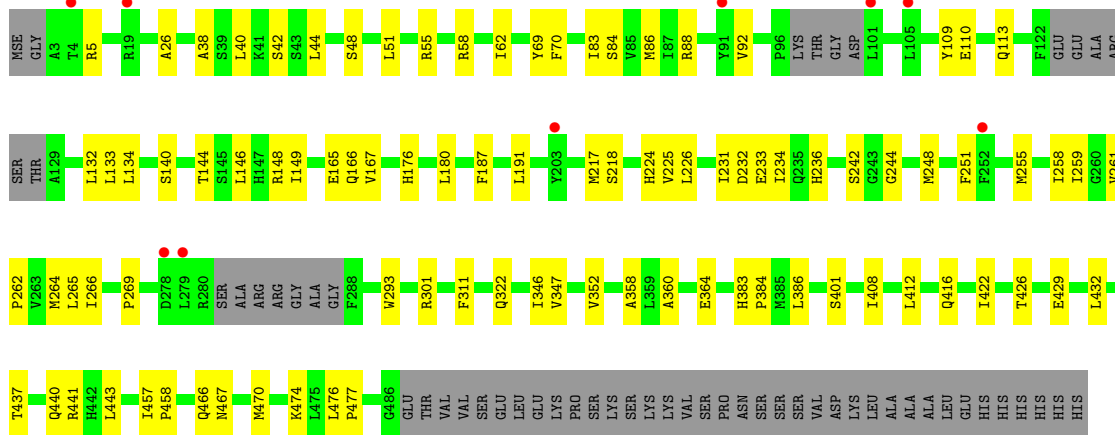 MSE GLY A3 T4 R5 R19 A26 A38 S39 L40 K41 S42 S43 L44 S48 L51 R55 R58 I62 Y69 F70 I83 S84 V85 M86 I87 R88 Y91 V92 P96 LYS THR GLY ASP L101 L105 Y109 E110 Q113 F122 GLU GLU ALA ARG
SER THR A129 L132 L133 L134 S140 T144 S145 L146 H147 R148 I149 E165 Q166 V167 H176 L180 F187 L191 Y203 M217 S218 H224 V225 L226 I231 D232 E233 I234 Q235 H236 S242 G243 G244 M248 F251 F252 M255 I258 I259 G260 V261
P262 V263 M264 L265 I266 P269 D278 L279 R280 SER ALA ARG ARG GLY ALA GLY F288 W293 R301 F311 Q322 I346 V347 V352 A358 L359 A360 E364 H383 P384 M385 L386 S401 I408 L412 Q416 I422 T426 E429 L432
T437 Q440 R441 H442 L443 I457 P458 Q466 N467 M470 K474 L475 L476 P477 G486 GLU THR VAL VAL SER GLU LEU GLU LYS PRO SER LYS SER LYS LYS VAL SER PRO ASN SER SER SER VAL ASP LYS LEU ALA ALA ALA LEU GLU HIS HIS HIS HIS HIS HIS